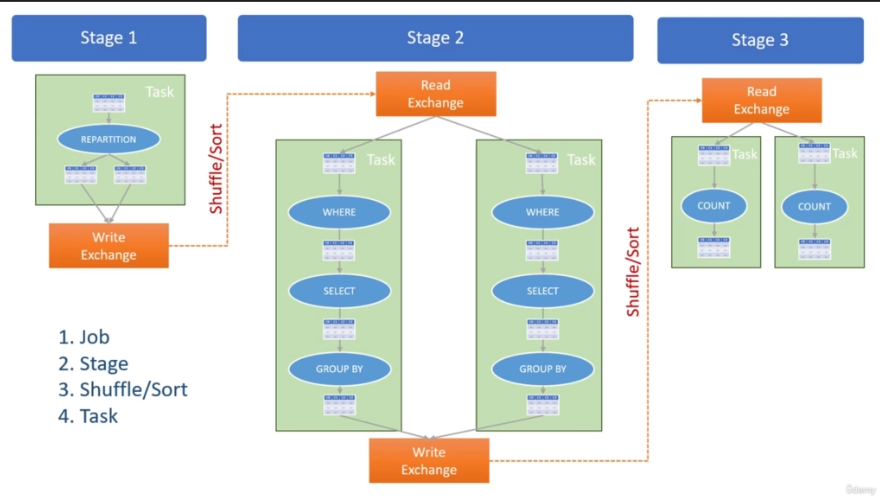 Stage 1
Stage 2
Stage 3
Task
REPARTITION
Write
Exchange
Shuffle/Sort
Read
Exchange
Task
WHERE
SELECT
GROUP BY
Task
WHERE
SELECT
GROUP BY
Write
Exchange
Shuffle/Sort
Read
Exchange
Task
COUNT
Task
COUNT
1. Job
2. Stage
3. Shuffle/Sort
4. Task
Udemy